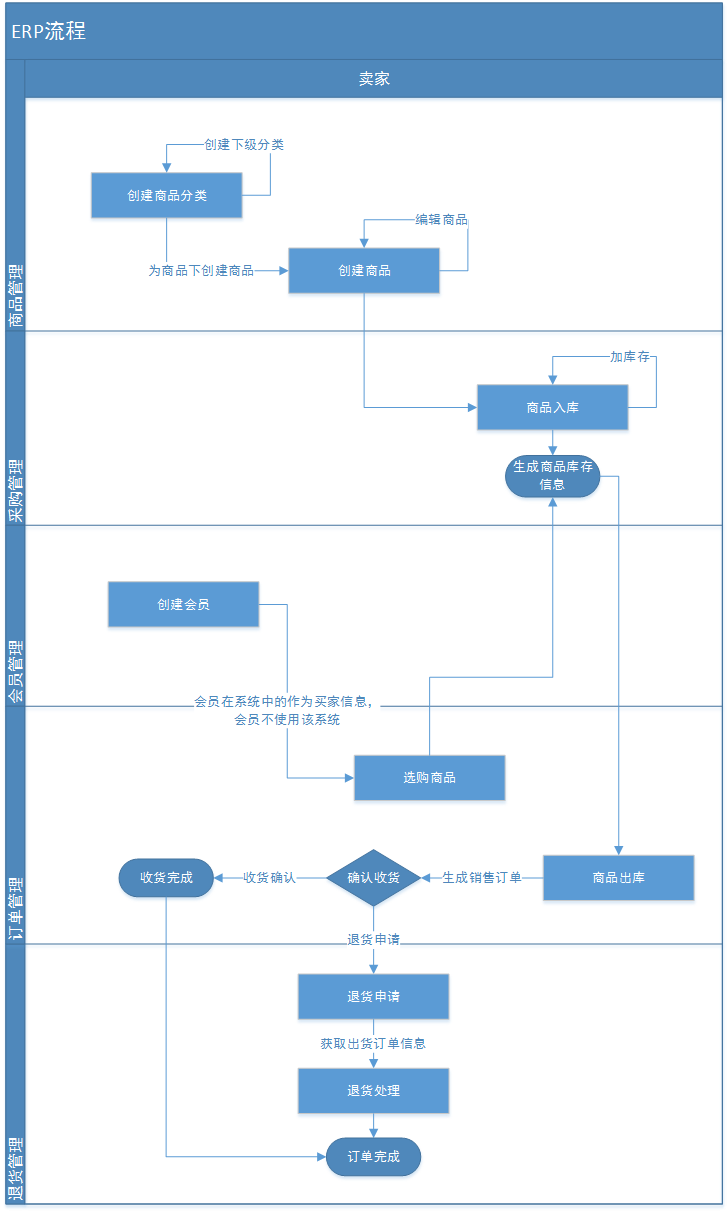 ERP流程
卖家
商品管理
创建下级分类
创建商品分类
编辑商品
为商品下创建商品
创建商品
采购管理
加库存
商品入库
生成商品库存
信息
会员管理
创建会员
会员在系统中的作为买家信息，
会员不使用该系统
订单管理
选购商品
收货完成
收货确认
确认收货
生成销售订单
商品出库
退货申请
退货管理
退货申请
获取出货订单信息
退货处理
订单完成